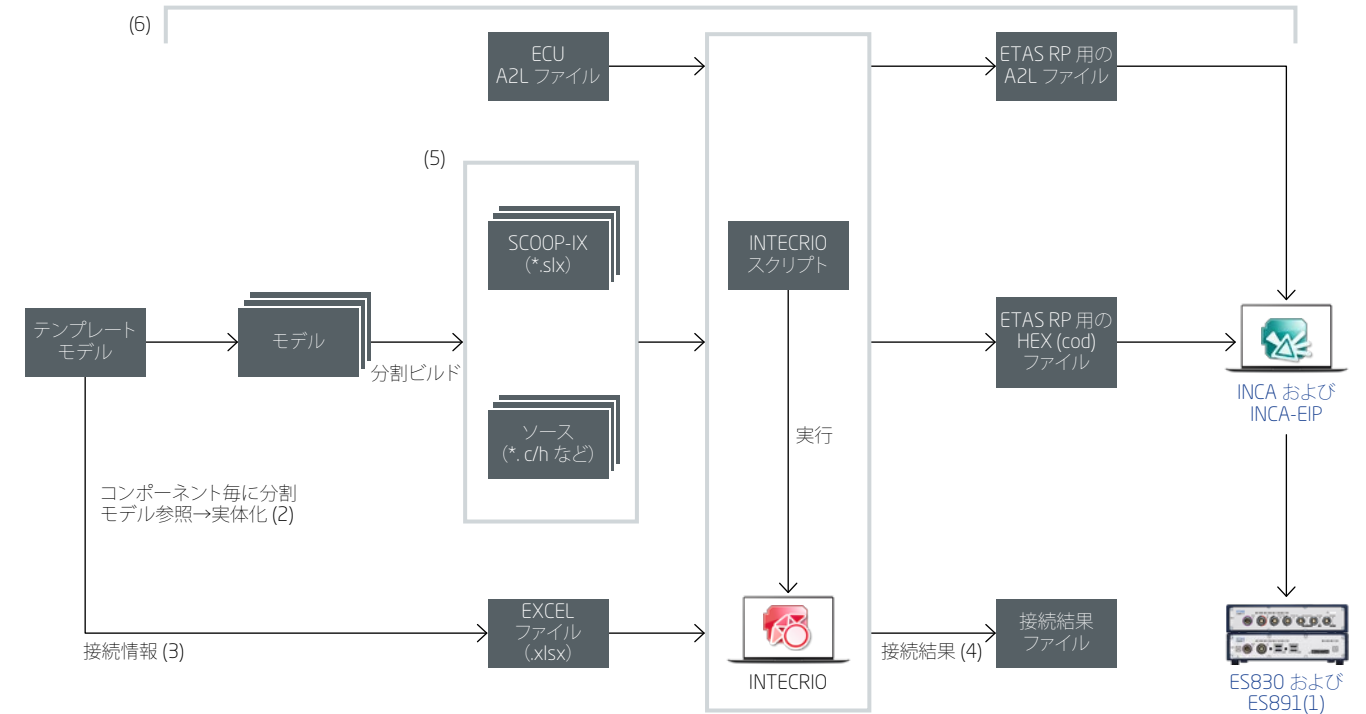 (6)
ECU
A2L ファイル
ETAS RP 用の
A2L ファイル
(5)
SCOOP-IX
(*.slx)
INTECRIO
スクリプト
テンプレート
モデル
モデル
分割ビルド
ETAS RP 用の
HEX (cod)
ファイル
INCA および
INCA-EIP
ソース
(*. c/h など)
実行
コンポーネント毎に分割
モデル参照→実体化 (2)
EXCEL
ファイル
(.xlsx)
接続情報 (3)
INTECRIO
接続結果 (4)
接続結果
ファイル
ES830 および
ES891(1)